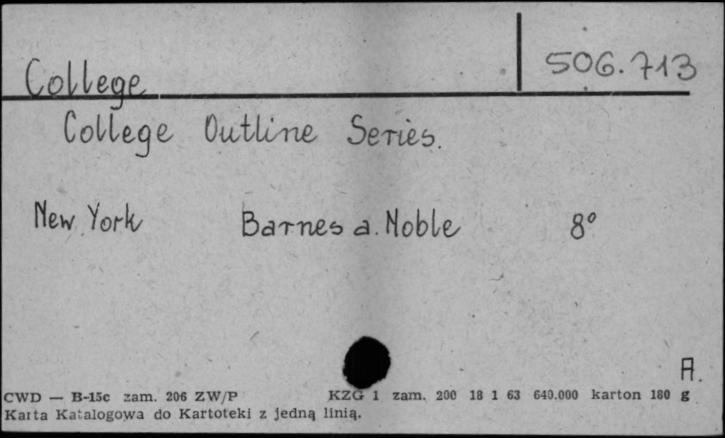 506.713
College
College Outline Series.
New York Barnes a. Noble 8°
A.
CWD — B-15c zam. 206 ZW/P KZG 1 zam. 200 18 1 63 640.000 karton 180 g
Karta Katalogowa do Kartoteki z jedną linią.